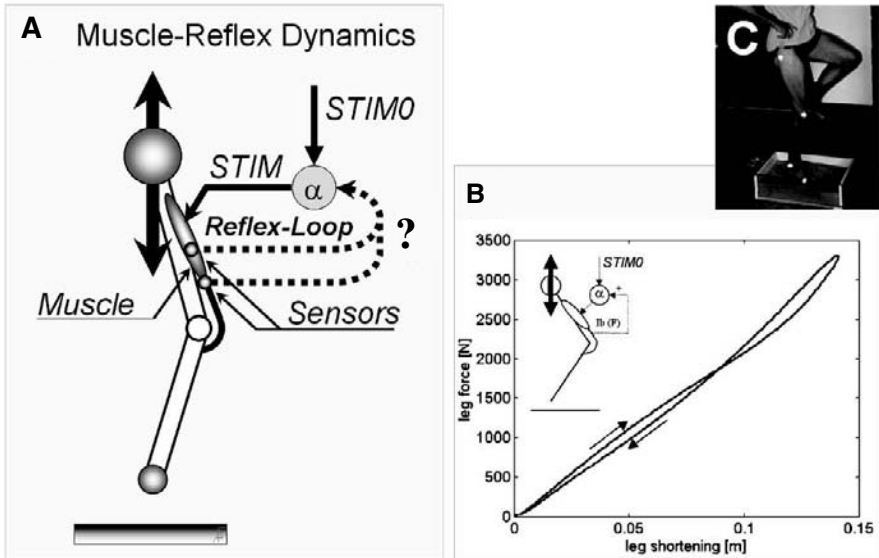 A
Muscle-Reflex Dynamics
STIM0
STIM
α
Reflex-Loop
?
Muscle
Sensors
C
B
3500
3000
2500
2000
1500
1000
500
0
leg force [N]
STIM0
α
+
Ib (F)
0
0.05
0.1
0.15
leg shortening [m]